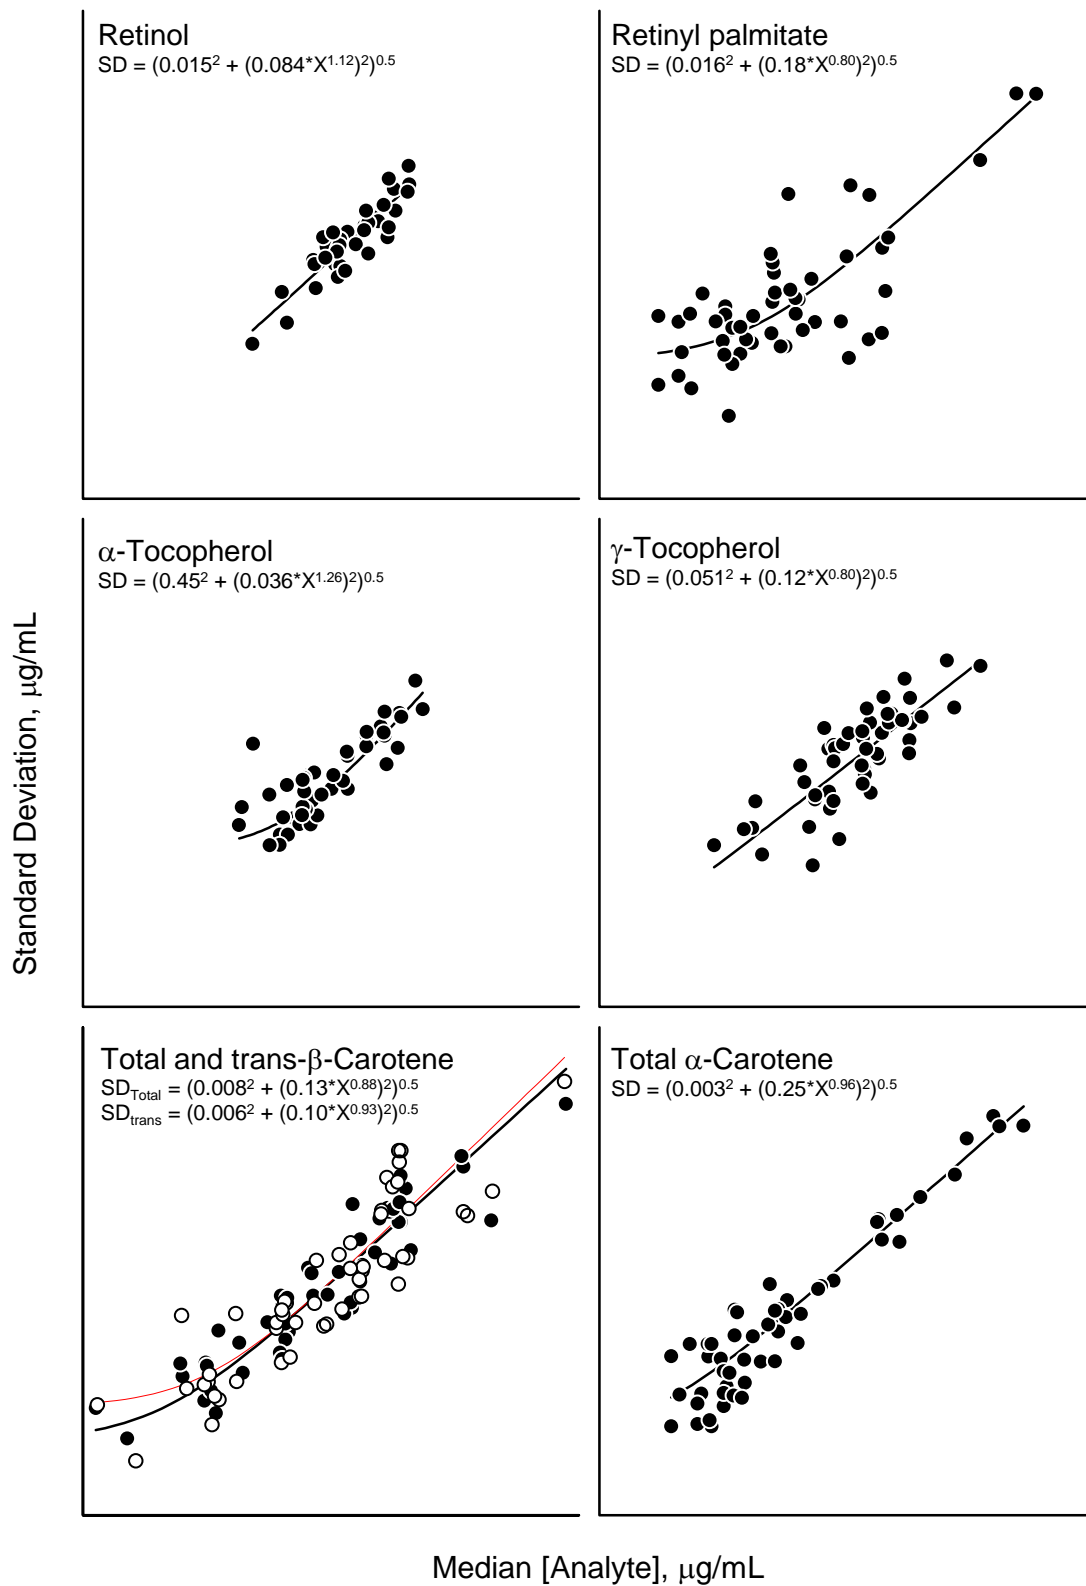 Retinol
SD = (0.015² + (0.084*X^1.12)²)^0.5
Retinyl palmitate
SD = (0.016² + (0.18*X^0.80)²)^0.5
α-Tocopherol
SD = (0.45² + (0.036*X^1.26)²)^0.5
γ-Tocopherol
SD = (0.051² + (0.12*X^0.80)²)^0.5
Standard Deviation, μg/mL
Total and trans-β-Carotene
SD_Total = (0.008² + (0.13*X^0.88)²)^0.5
SD_trans = (0.006² + (0.10*X^0.93)²)^0.5
Total α-Carotene
SD = (0.003² + (0.25*X^0.96)²)^0.5
Median [Analyte], μg/mL